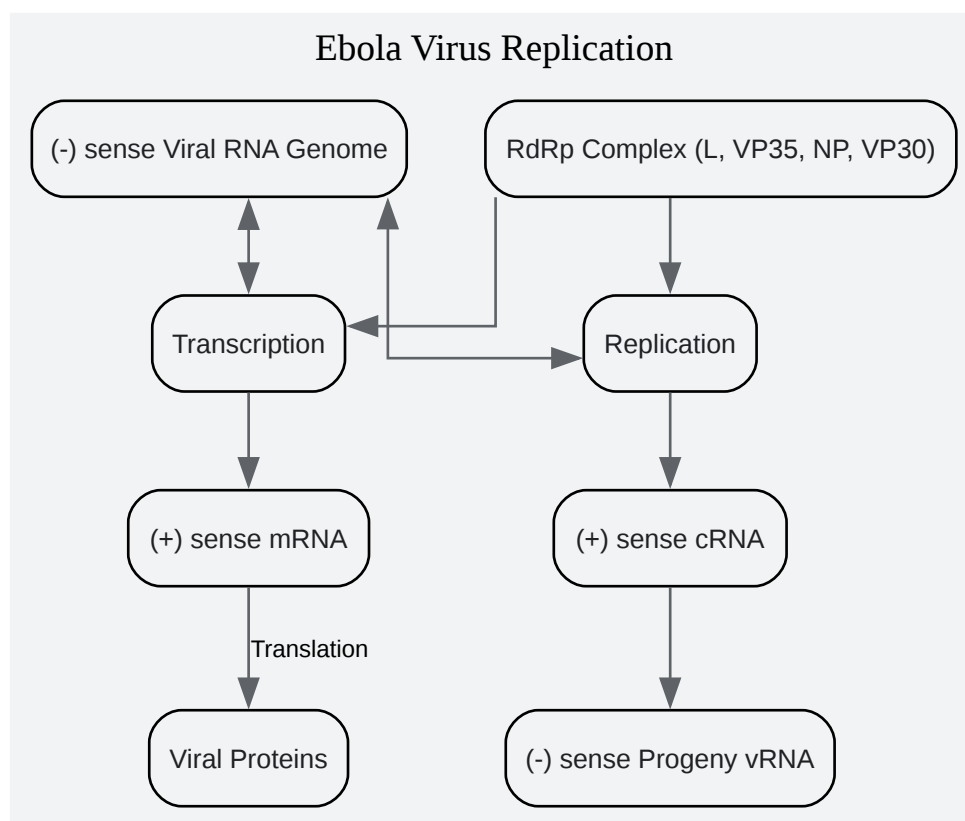 Ebola Virus Replication
(-) sense Viral RNA Genome
RdRp Complex (L, VP35, NP, VP30)
Transcription
Replication
(+) sense mRNA
(+) sense cRNA
Translation
Viral Proteins
(-) sense Progeny vRNA